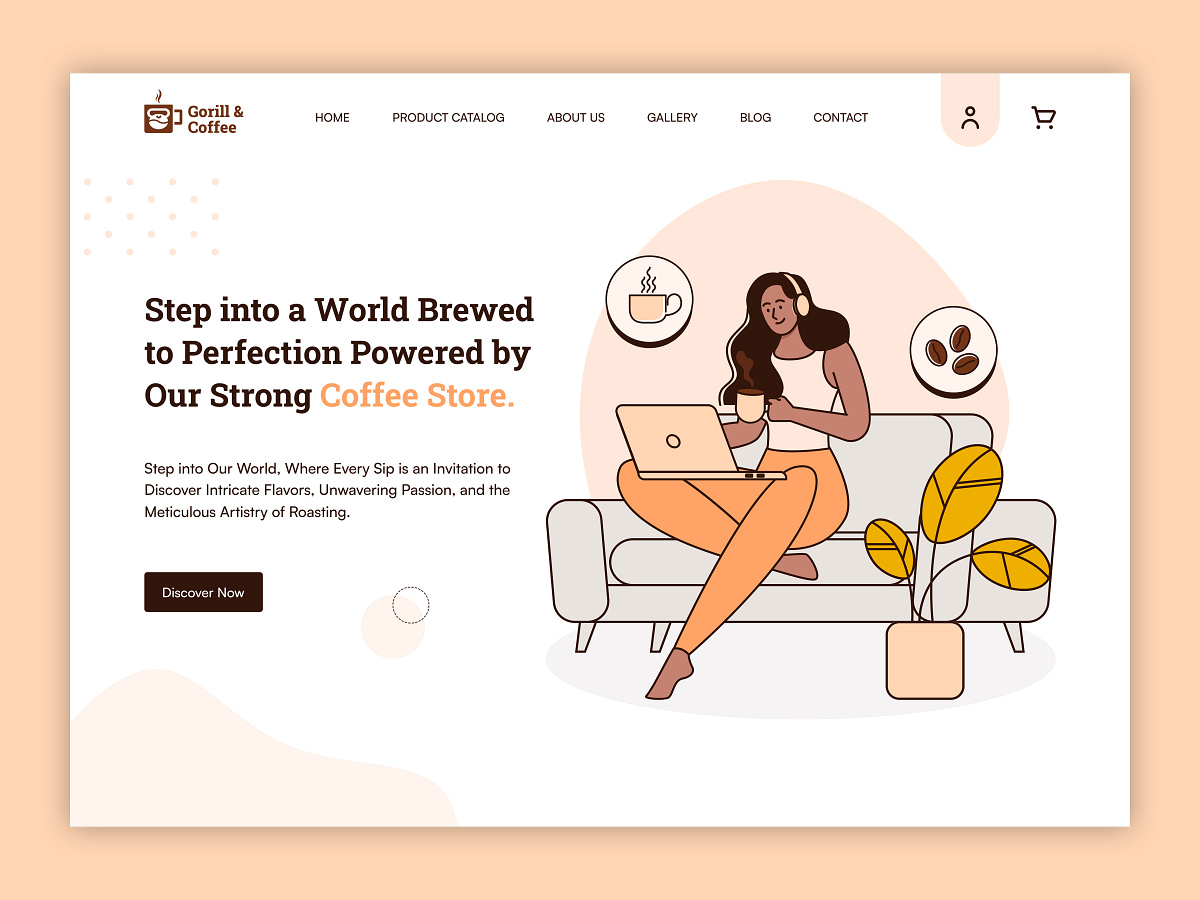 Gorill &
Coffee
HOME PRODUCT CATALOG ABOUT US GALLERY BLOG CONTACT
Step into a World Brewed
to Perfection Powered by
Our Strong Coffee Store.
Step into Our World, Where Every Sip is an Invitation to
Discover Intricate Flavors, Unwavering Passion, and the
Meticulous Artistry of Roasting.
Discover Now